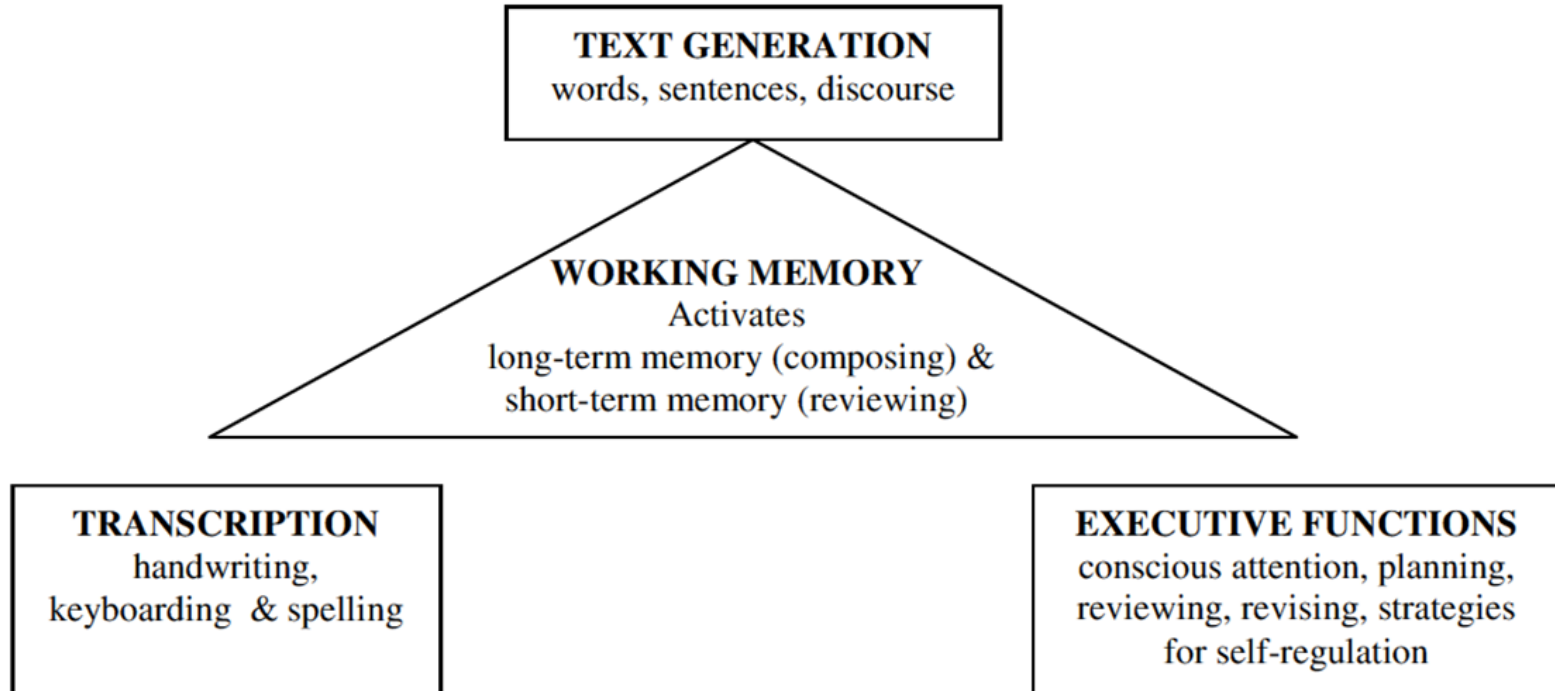 TEXT GENERATION
words, sentences, discourse
WORKING MEMORY
Activates
long-term memory (composing) &
short-term memory (reviewing)
TRANSCRIPTION
handwriting,
keyboarding & spelling
EXECUTIVE FUNCTIONS
conscious attention, planning,
reviewing, revising, strategies
for self-regulation